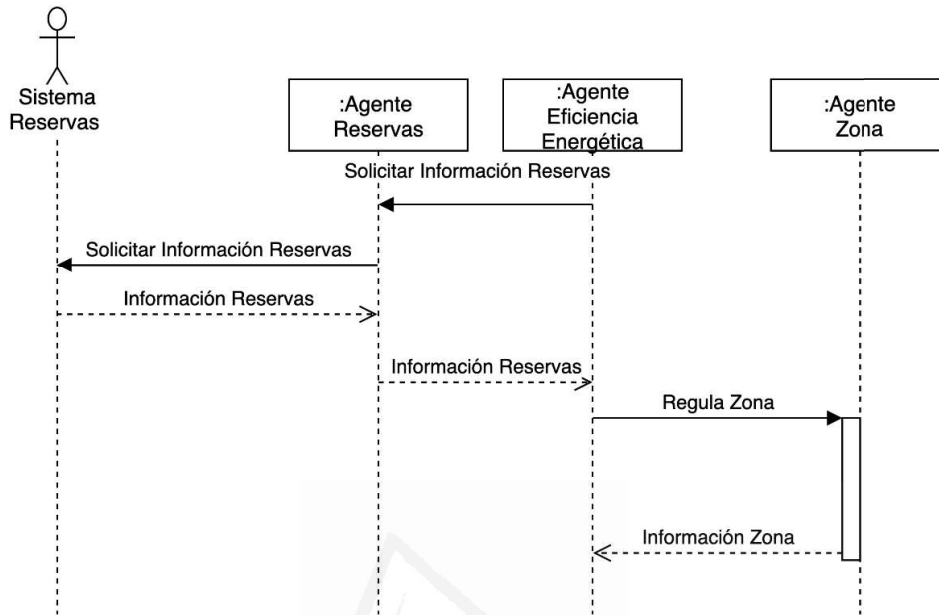 Sistema
Reservas
:Agente
Reservas
:Agente
Eficiencia
Energética
:Agente
Zona
Solicitar Información Reservas
Solicitar Información Reservas
Información Reservas
Información Reservas
Regula Zona
Información Zona